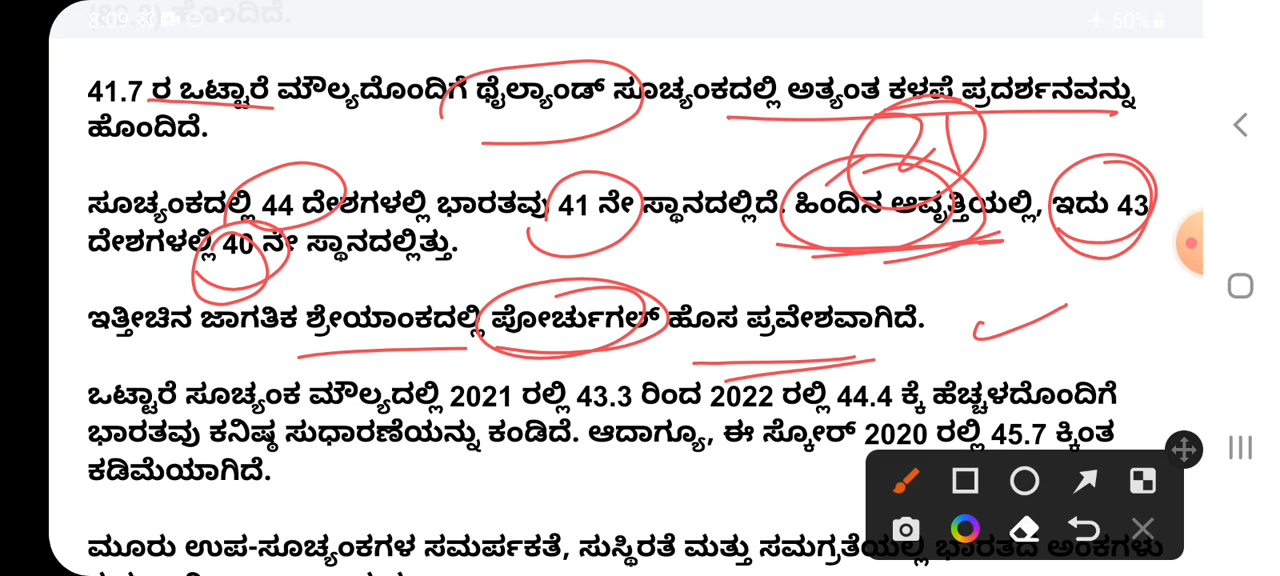 8:09
50%
41.7 ರ ಒಟ್ಟಾರೆ ಮೌಲ್ಯದೊಂದಿಗೆ ಥೈಲ್ಯಾಂಡ್ ಸೂಚ್ಯಂಕದಲ್ಲಿ ಅತ್ಯಂತ ಕಳಪೆ ಪ್ರದರ್ಶನವನ್ನು
ಹೊಂದಿದೆ.
ಸೂಚ್ಯಂಕದಲ್ಲಿ 44 ದೇಶಗಳಲ್ಲಿ ಭಾರತವು 41 ನೇ ಸ್ಥಾನದಲ್ಲಿದೆ. ಹಿಂದಿನ ಆವೃತ್ತಿಯಲ್ಲಿ, ಇದು 43
ದೇಶಗಳಲ್ಲಿ 40 ನೇ ಸ್ಥಾನದಲ್ಲಿತ್ತು.
ಇತ್ತೀಚಿನ ಜಾಗತಿಕ ಶ್ರೇಯಾಂಕದಲ್ಲಿ ಪೋರ್ಚುಗಲ್ ಹೊಸ ಪ್ರವೇಶವಾಗಿದೆ.
ಒಟ್ಟಾರೆ ಸೂಚ್ಯಂಕ ಮೌಲ್ಯದಲ್ಲಿ 2021 ರಲ್ಲಿ 43.3 ರಿಂದ 2022 ರಲ್ಲಿ 44.4 ಕ್ಕೆ ಹೆಚ್ಚಳದೊಂದಿಗೆ
ಭಾರತವು ಕನಿಷ್ಠ ಸುಧಾರಣೆಯನ್ನು ಕಂಡಿದೆ. ಆದಾಗ್ಯೂ, ಈ ಸ್ಕೋರ್ 2020 ರಲ್ಲಿ 45.7 ಕ್ಕಿಂತ
ಕಡಿಮೆಯಾಗಿದೆ.
ಮೂರು ಉಪ-ಸೂಚ್ಯಂಕಗಳ ಸಮರ್ಪಕತೆ, ಸುಸ್ಥಿರತೆ ಮತ್ತು ಸಮಗ್ರತೆಯಲ್ಲಿ ಭಾರತದ ಅಂಕಗಳು